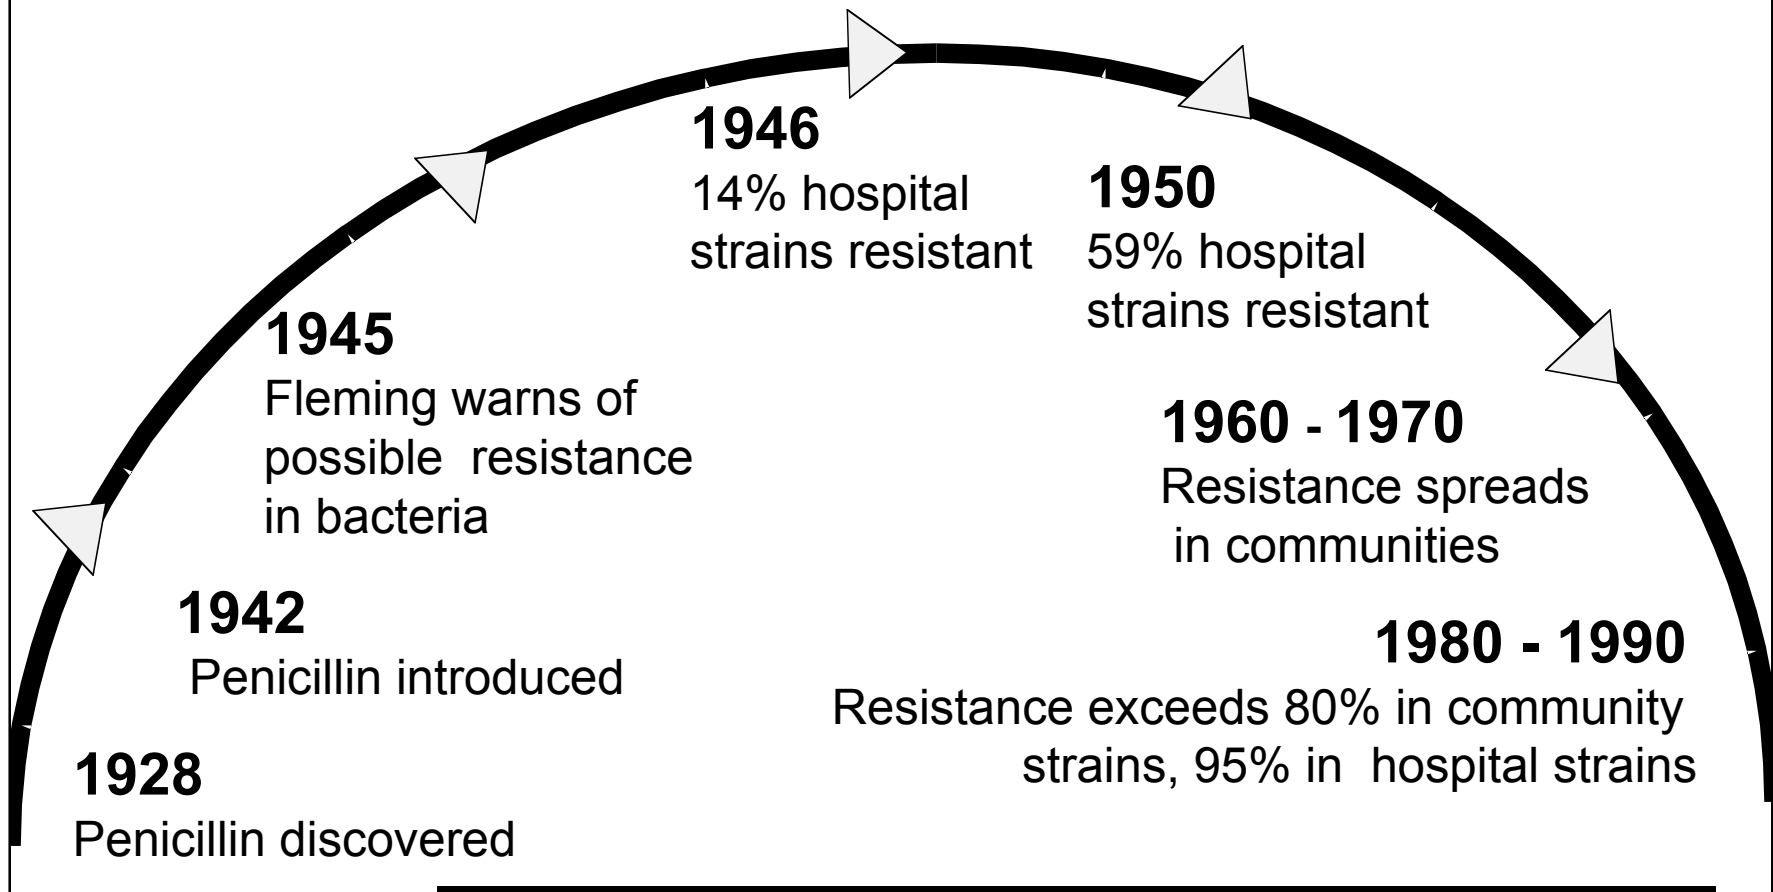 1928
Penicillin discovered
1942
Penicillin introduced
1945
Fleming warns of
possible resistance
in bacteria
1946
14% hospital
strains resistant
1950
59% hospital
strains resistant
1960 - 1970
Resistance spreads
in communities
1980 - 1990
Resistance exceeds 80% in community
strains, 95% in hospital strains